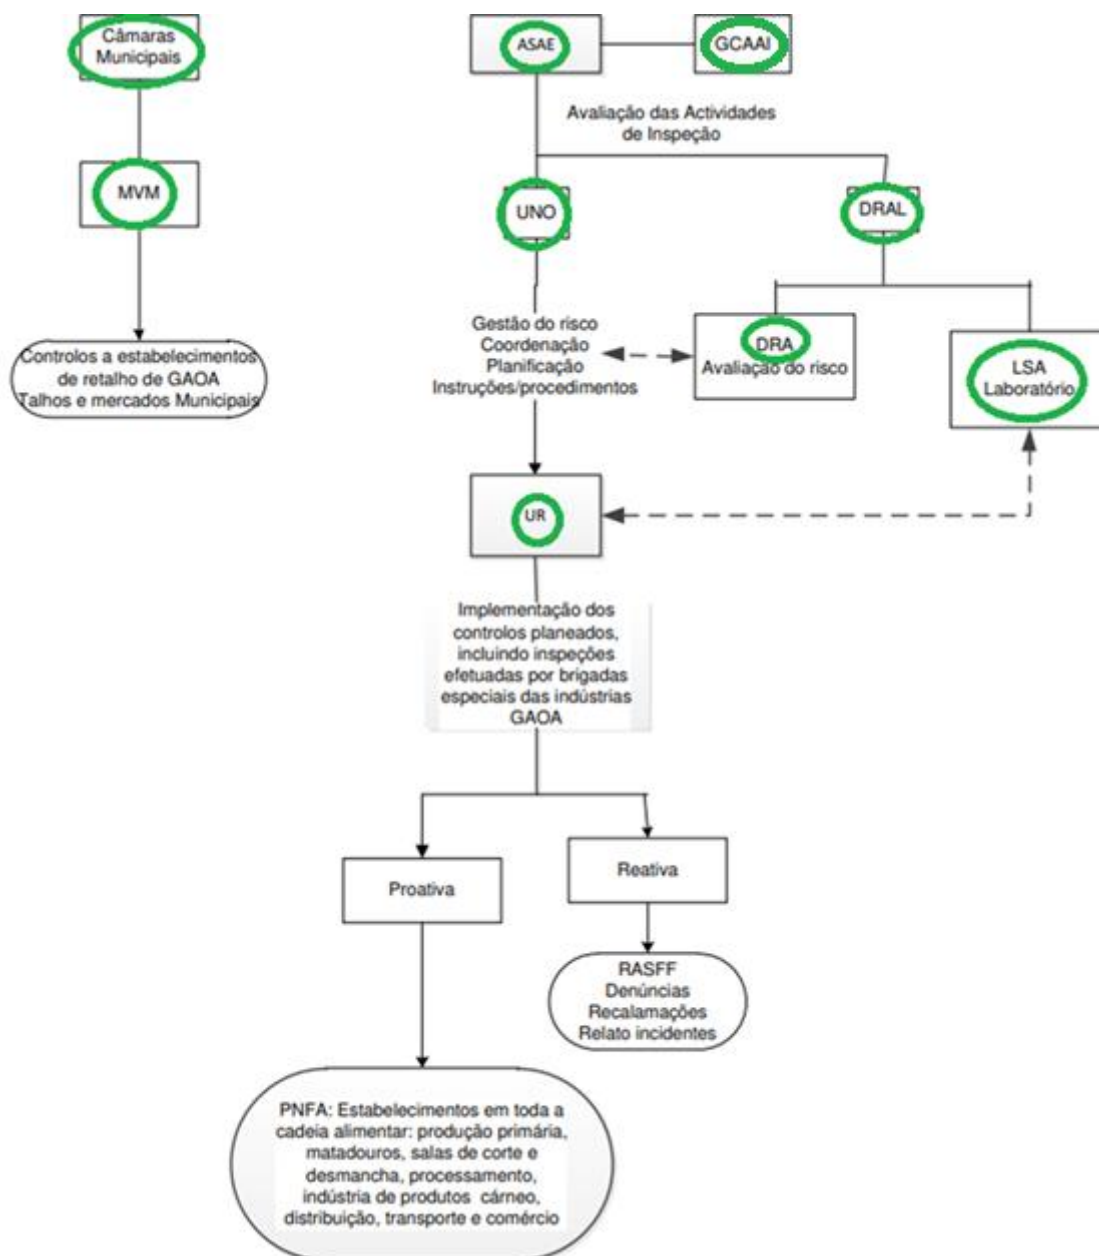 Câmaras
Municipais
ASAE
GCAAI
Avaliação das Actividades
de Inspeção
MVM
UNO
DRAL
Controlos a estabelecimentos
de retalho de GAOA
Talhos e mercados Municipais
Gestão do risco
Coordenação
Planificação
Instruções/procedimentos
DRA
Avaliação do risco
LSA
Laboratório
UR
Implementação dos
controlos planeados,
incluindo inspeções
efetuadas por brigadas
especiais das indústrias
GAOA
Proativa
Reativa
RASFF
Denúncias
Recalamações
Relato incidentes
PNFA: Estabelecimentos em toda a
cadeia alimentar: produção primária,
matadouros, salas de corte e
desmancha, processamento,
indústria de produtos cárneo,
distribuição, transporte e comércio